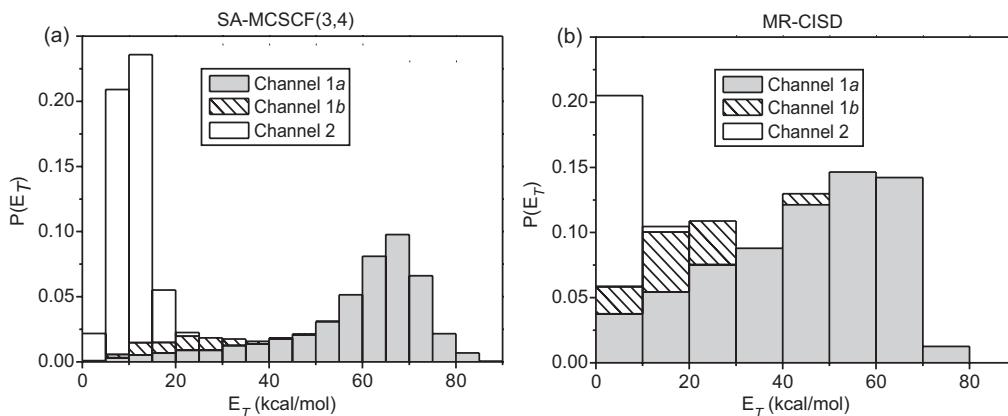 SA-MCSCF(3,4)
(a)
Channel 1a
Channel 1b
Channel 2
P(E_T)
0.20
0.15
0.10
0.05
0.00
0 20 40 60 80
E_T (kcal/mol)
MR-CISD
(b)
Channel 1a
Channel 1b
Channel 2
P(E_T)
0.20
0.15
0.10
0.05
0.00
0 20 40 60 80
E_T (kcal/mol)